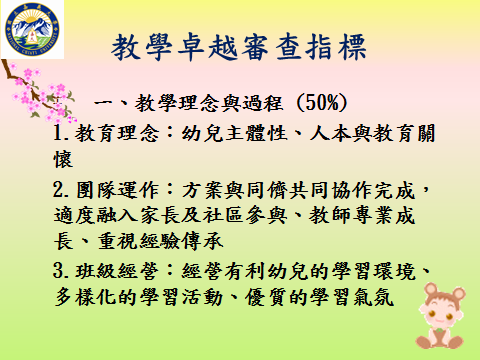 教學卓越審查指標
一、教學理念與過程 (50%)
1.教育理念：幼兒主體性、人本與教育關
懷
2.團隊運作：方案與同儕共同協作完成，
適度融入家長及社區參與、教師專業成
長、重視經驗傳承
3.班級經營：經營有利幼兒的學習環境、
多樣化的學習活動、優質的學習氣氛